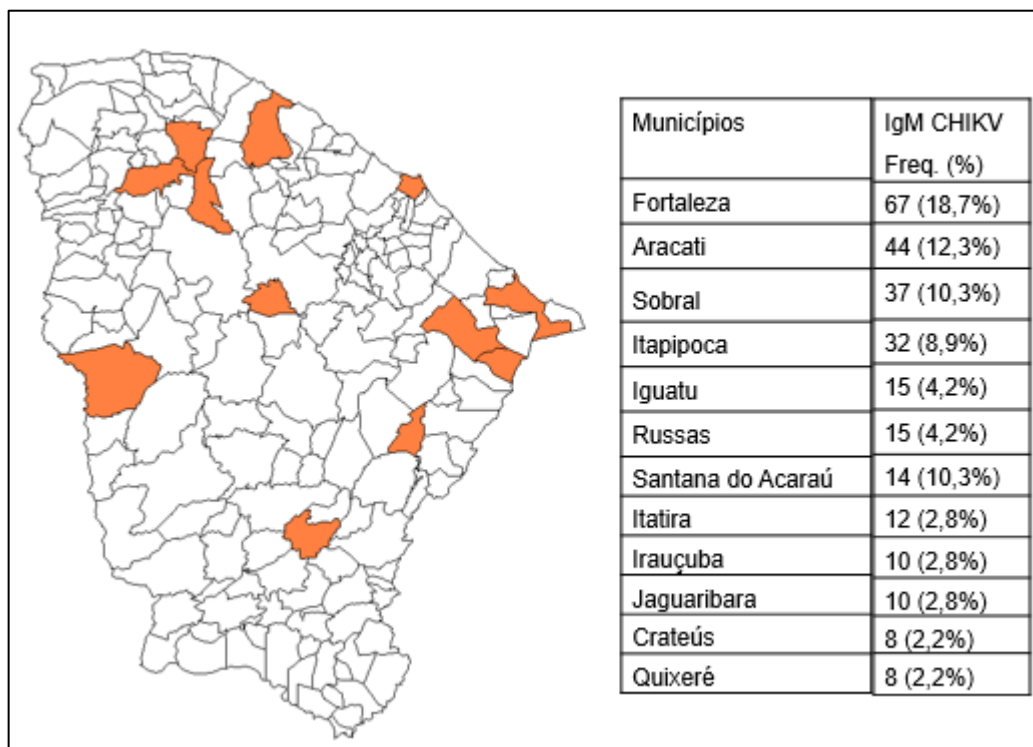 Municípios IgM CHIKV
Freq. (%)
Fortaleza 67 (18,7%)
Aracati 44 (12,3%)
Sobral 37 (10,3%)
Itapipoca 32 (8,9%)
Iguatu 15 (4,2%)
Russas 15 (4,2%)
Santana do Acaraú 14 (10,3%)
Itatira 12 (2,8%)
Irauçuba 10 (2,8%)
Jaguaribara 10 (2,8%)
Crateús 8 (2,2%)
Quixeré 8 (2,2%)